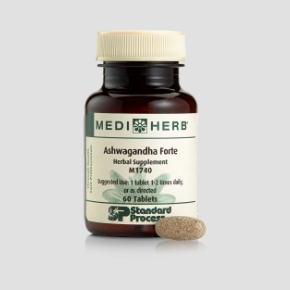 MEDI HERB®
Ashwagandha Forte
Herbal Supplement
M1740
Suggested use: 1 tablet 1-2 times daily,
or as directed
60 Tablets
SP Standard
Process